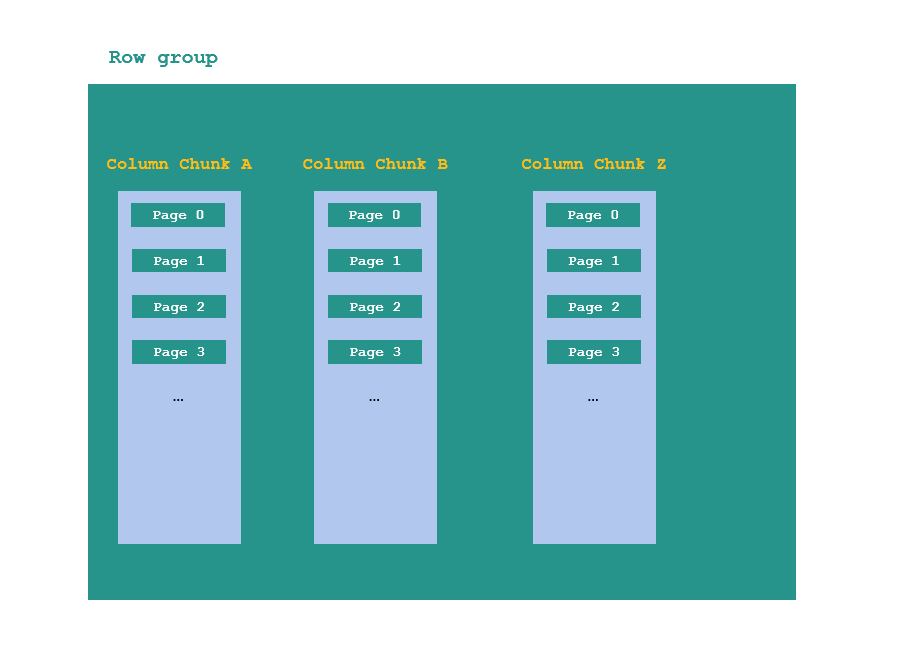 Row group
Column Chunk A
Column Chunk B
Column Chunk Z
Page 0
Page 0
Page 0
Page 1
Page 1
Page 1
Page 2
Page 2
Page 2
Page 3
Page 3
Page 3
...
...
...